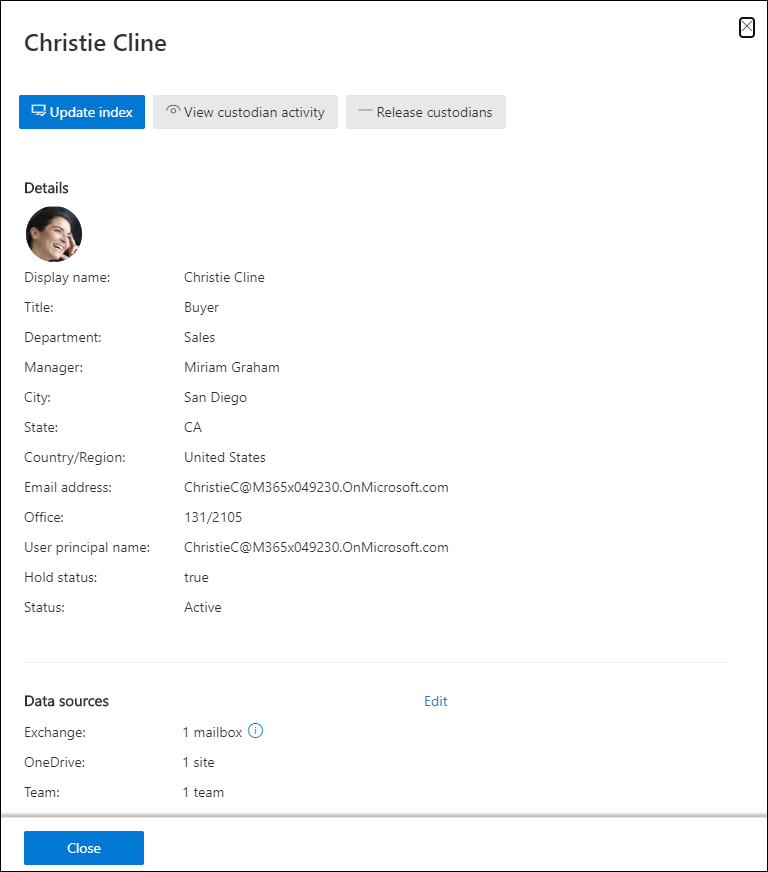 Christie Cline
Update index View custodian activity Release custodians
Details
Display name: Christie Cline
Title: Buyer
Department: Sales
Manager: Miriam Graham
City: San Diego
State: CA
Country/Region: United States
Email address: ChristieC@M365x049230.OnMicrosoft.com
Office: 131/2105
User principal name: ChristieC@M365x049230.OnMicrosoft.com
Hold status: true
Status: Active
Data sources Edit
Exchange: 1 mailbox
OneDrive: 1 site
Team: 1 team
Close